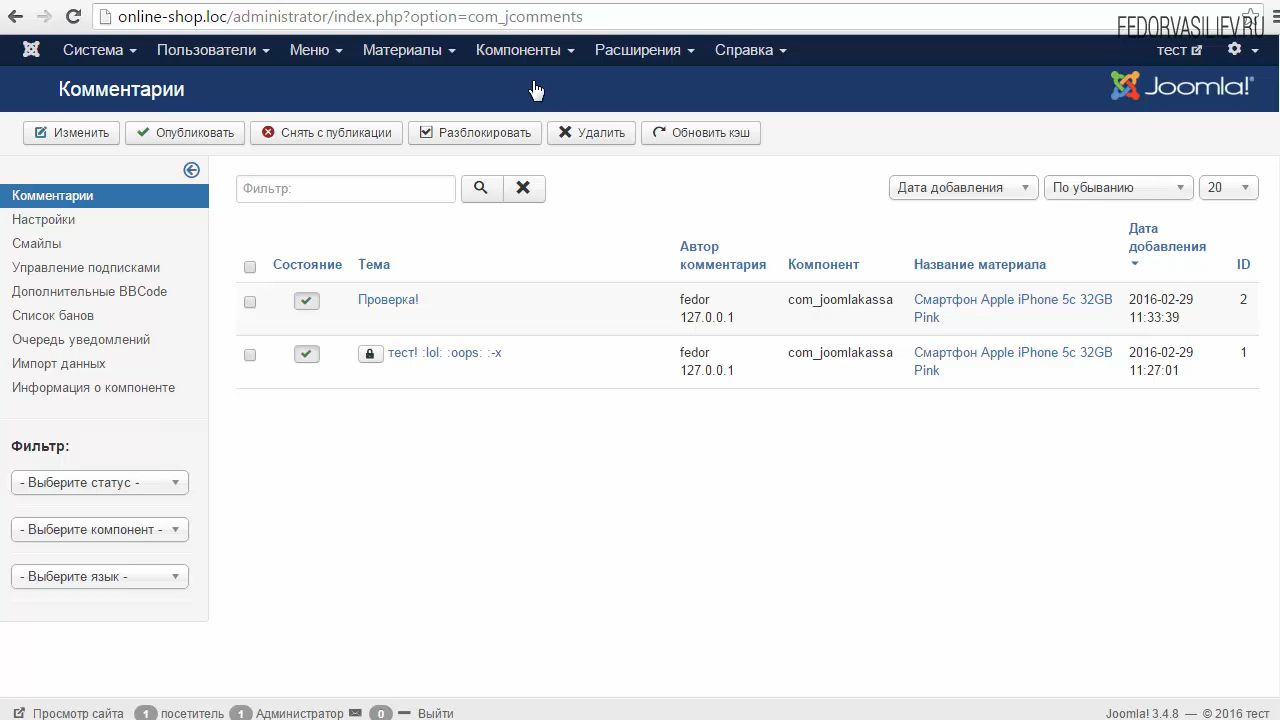 online-shop.loc/administrator/index.php?option=com_jcomments
FEDORVASILIEV.RU
Система Пользователи Меню Материалы Компоненты Расширения Справка тест
Комментарии
Joomla!®
Изменить Опубликовать Снять с публикации Разблокировать Удалить Обновить кэш
Комментарии
Настройки
Смайлы
Управление подписками
Дополнительные BBCode
Список банов
Очередь уведомлений
Импорт данных
Информация о компоненте
Фильтр:
- Выберите статус -
- Выберите компонент -
- Выберите язык -
Фильтр:
Дата добавления По убыванию 20
Состояние Тема Автор комментария Компонент Название материала Дата добавления ID
Проверка! fedor com_joomlakassa Смартфон Apple iPhone 5c 32GB 2016-02-29 2
127.0.0.1 Pink 11:33:39
тест! :lol: :oops: :-x fedor com_joomlakassa Смартфон Apple iPhone 5c 32GB 2016-02-29 1
127.0.0.1 Pink 11:27:01
Просмотр сайта 1 посетитель 1 Администратор 0 Выйти
Joomla! 3.4.8 — © 2016 тест